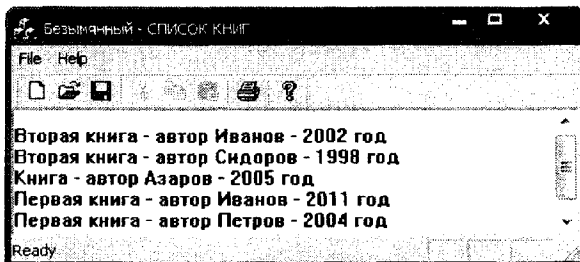 Безымянный - СПИСОК КНИГ
File Help
Вторая книга - автор Иванов - 2002 год
Вторая книга - автор Сидоров - 1998 год
Книга - автор Азаров - 2005 год
Первая книга - автор Иванов - 2011 год
Первая книга - автор Петров - 2004 год
Ready